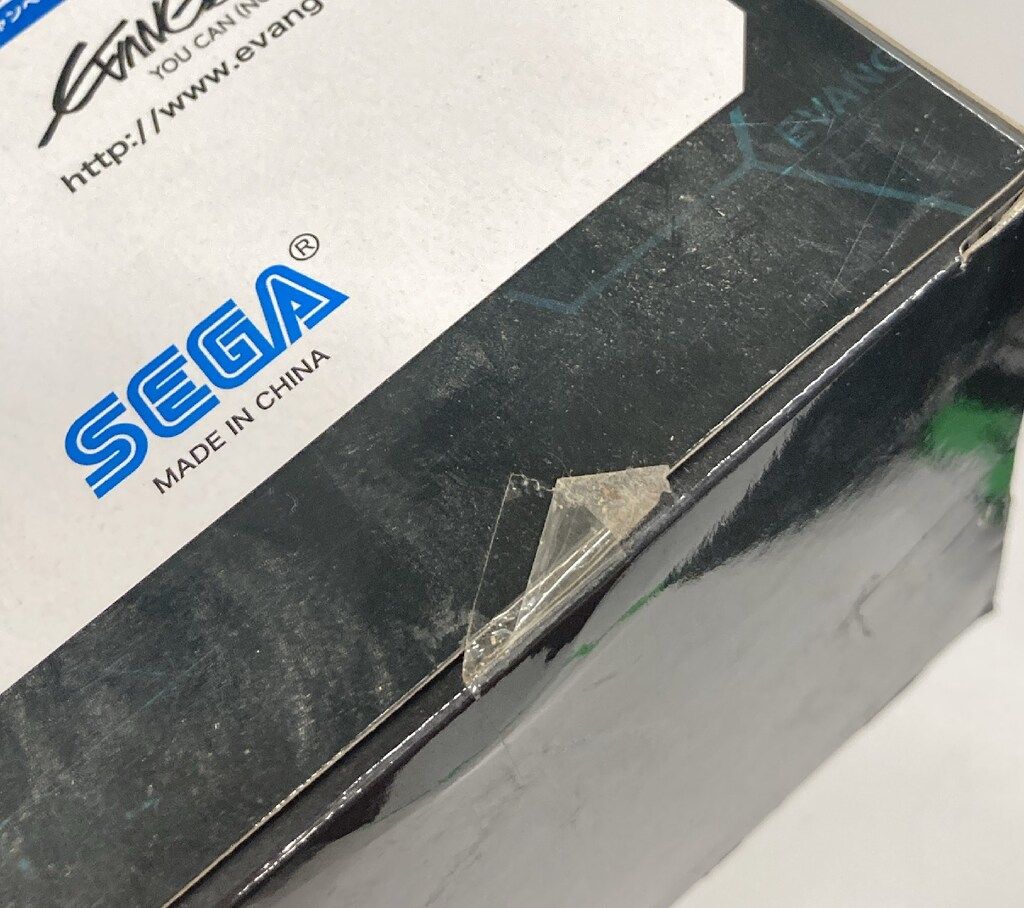 YOU CAN (NO
http://www.evang
EVANG
SEGA®
MADE IN CHINA